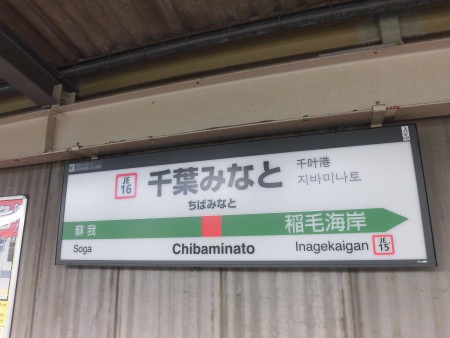 JE
16
千葉みなと
千叶港
지바미나토
ちばみなと
蘇我
稲毛海岸
Soga
Chibaminato
Inagekaigan
JE
15